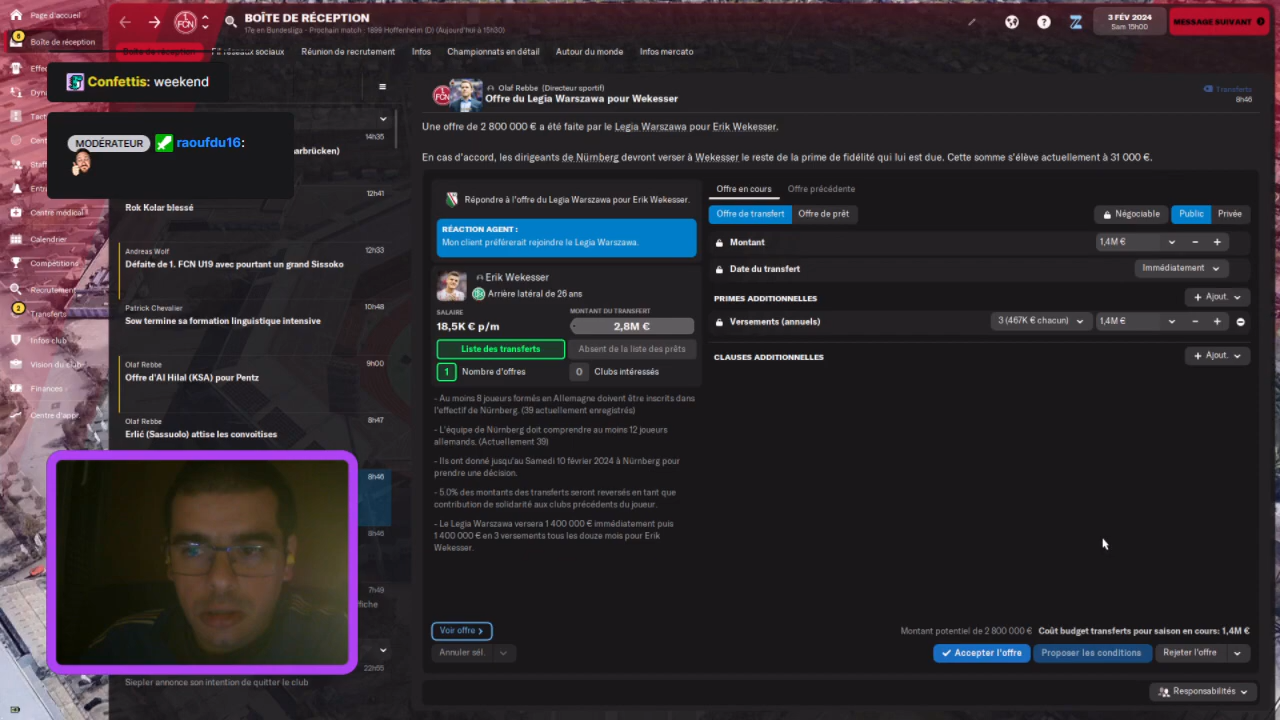 Page d'accueil
BOÎTE DE RÉCEPTION
17e en Bundesliga - Prochain match : 1899 Hoffenheim (D) (Aujourd'hui à 15h30)
3 FÉV 2024
Sam 15h00
MESSAGE SUIVANT
6
Boîte de réception
Réunion de recrutement
Infos
Championnats en détail
Autour du monde
Infos mercato
Confettis: weekend
MODÉRATEUR raoufdu16:
14h35
aarbrücken)
12h41
Rok Kolar blessé
Centre médical
Calendrier
Andreas Wolf
12h33
Défaite de 1. FCN U19 avec pourtant un grand Sissoko
Compétitions
Recrutement
2
Transferts
Patrick Chevalier
10h48
Sow termine sa formation linguistique intensive
Infos club
Vision du club
Olaf Rebbe
9h00
Offre d'Al Hilal (KSA) pour Pentz
Finances
Centre d'appr.
Olaf Rebbe
8h47
Erlić (Sassuolo) attise les convoitises
8h46
8h46
7h49
fiche
22h55
Siepler annonce son intention de quitter le club
Olaf Rebbe (Directeur sportif)
Offre du Legia Warszawa pour Wekesser
Transferts
8h46
Une offre de 2 800 000 € a été faite par le Legia Warszawa pour Erik Wekesser.
En cas d'accord, les dirigeants de Nürnberg devront verser à Wekesser le reste de la prime de fidélité qui lui est due. Cette somme s'élève actuellement à 31 000 €.
Répondre à l'offre du Legia Warszawa pour Erik Wekesser.
RÉACTION AGENT :
Mon client préférerait rejoindre le Legia Warszawa.
Erik Wekesser
Arrière latéral de 26 ans
SALAIRE
MONTANT DU TRANSFERT
18,5K € p/m
2,8M €
Liste des transferts
Absent de la liste des prêts
1 Nombre d'offres
0 Clubs intéressés
- Au moins 8 joueurs formés en Allemagne doivent être inscrits dans
l'effectif de Nürnberg. (39 actuellement enregistrés)
- L'équipe de Nürnberg doit comprendre au moins 12 joueurs
allemands. (Actuellement 39)
- Ils ont donné jusqu'au Samedi 10 février 2024 à Nürnberg pour
prendre une décision.
- 5.0% des montants des transferts seront reversés en tant que
contribution de solidarité aux clubs précédents du joueur.
- Le Legia Warszawa versera 1 400 000 € immédiatement puis
1 400 000 € en 3 versements tous les douze mois pour Erik
Wekesser.
Offre en cours
Offre précédente
Offre de transfert
Offre de prêt
Négociable
Public
Privée
Montant
1,4M €
Date du transfert
Immédiatement
PRIMES ADDITIONNELLES
Ajout.
Versements (annuels)
3 (467K € chacun)
1,4M €
CLAUSES ADDITIONNELLES
Ajout.
Voir offre
Montant potentiel de 2 800 000 €
Coût budget transferts pour saison en cours: 1,4M €
Annuler sél.
Accepter l'offre
Proposer les conditions
Rejeter l'offre
Responsabilités